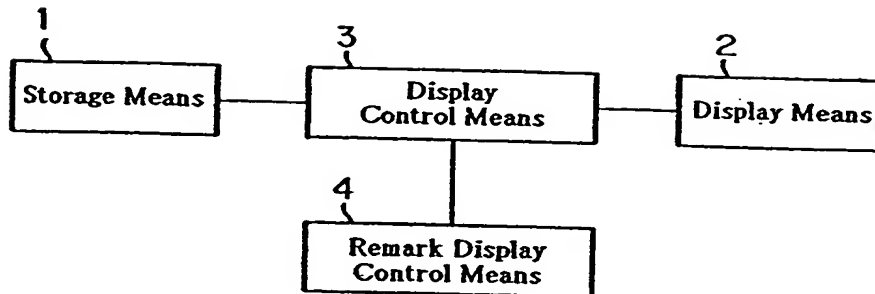 1
Storage Means
3
Display
Control Means
2
Display Means
4
Remark Display
Control Means